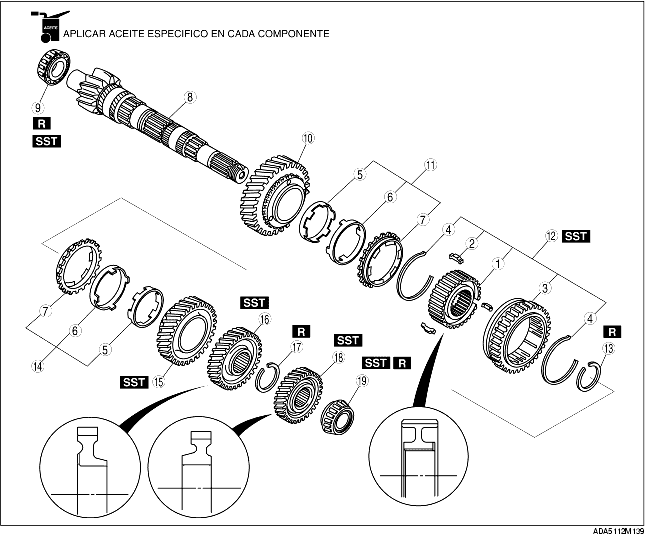 ACEITE
APLICAR ACEITE ESPECIFICO EN CADA COMPONENTE
9
R
SST
8
10
5
11
6
7
4
2
12 SST
1
3
4
R
13
7
6
14
5
SST 15
SST
16
R
17
SST
18
SST R
19
ADA5112M139